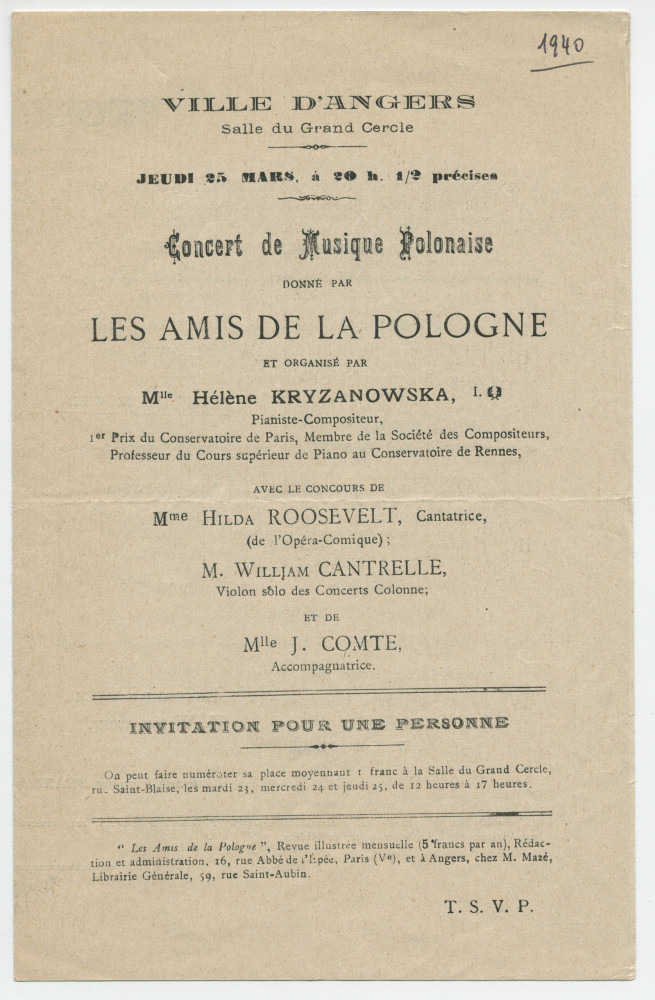 1940
VILLE D'ANGERS
Salle du Grand Cercle
JEUDI 25 MARS, à 20 h. 1/2 précises
Concert de Musique Polonaise
DONNÉ PAR
LES AMIS DE LA POLOGNE
ET ORGANISÉ PAR
Mlle Hélène KRYZANOWSKA, I.
Pianiste-Compositeur,
1er Prix du Conservatoire de Paris, Membre de la Société des Compositeurs,
Professeur du Cours supérieur de Piano au Conservatoire de Rennes,
AVEC LE CONCOURS DE
Mme HILDA ROOSEVELT, Cantatrice,
(de l'Opéra-Comique) ;
M. WILLIAM CANTRELLE,
Violon solo des Concerts Colonne;
ET DE
Mlle J. COMTE,
Accompagnatrice.
INVITATION POUR UNE PERSONNE
On peut faire numéroter sa place moyennant 1 franc à la Salle du Grand Cercle,
rue Saint-Blaise, les mardi 23, mercredi 24 et jeudi 25, de 12 heures à 17 heures.
" Les Amis de la Pologne ", Revue illustrée mensuelle (5 francs par an), Rédac-
tion et administration, 16, rue Abbé de l'Épée, Paris (Ve), et à Angers, chez M. Mazé,
Librairie Générale, 59, rue Saint-Aubin.
T. S. V. P.